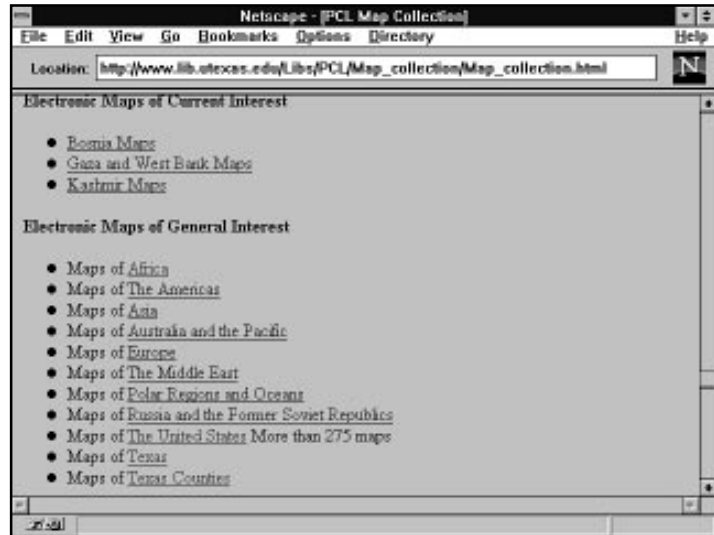 Netscape - [PCL Map Collection]
File Edit View Go Bookmarks Options Directory Help
Location: http://www.lib.utexas.edu/Libs/PCL/Map_collection/Map_collection.html
N
Electronic Maps of Current Interest
● Bosnia Maps
● Gaza and West Bank Maps
● Kashmir Maps
Electronic Maps of General Interest
● Maps of Africa
● Maps of The Americas
● Maps of Asia
● Maps of Australia and the Pacific
● Maps of Europe
● Maps of The Middle East
● Maps of Polar Regions and Oceans
● Maps of Russia and the Former Soviet Republics
● Maps of The United States More than 275 maps
● Maps of Texas
● Maps of Texas Counties